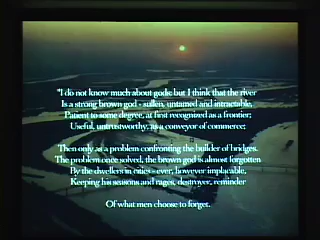 "I do not know much about gods; but I think that the river
Is a strong brown god - sullen, untamed and intractable,
Patient to some degree, at first recognized as a frontier;
Useful, untrustworthy, as a conveyor of commerce;
Then only as a problem confronting the builder of bridges.
The problem once solved, the brown god is almost forgotten
By the dwellers in cities - ever, however, implacable,
Keeping his seasons and rages, destroyer, reminder
Of what men choose to forget.